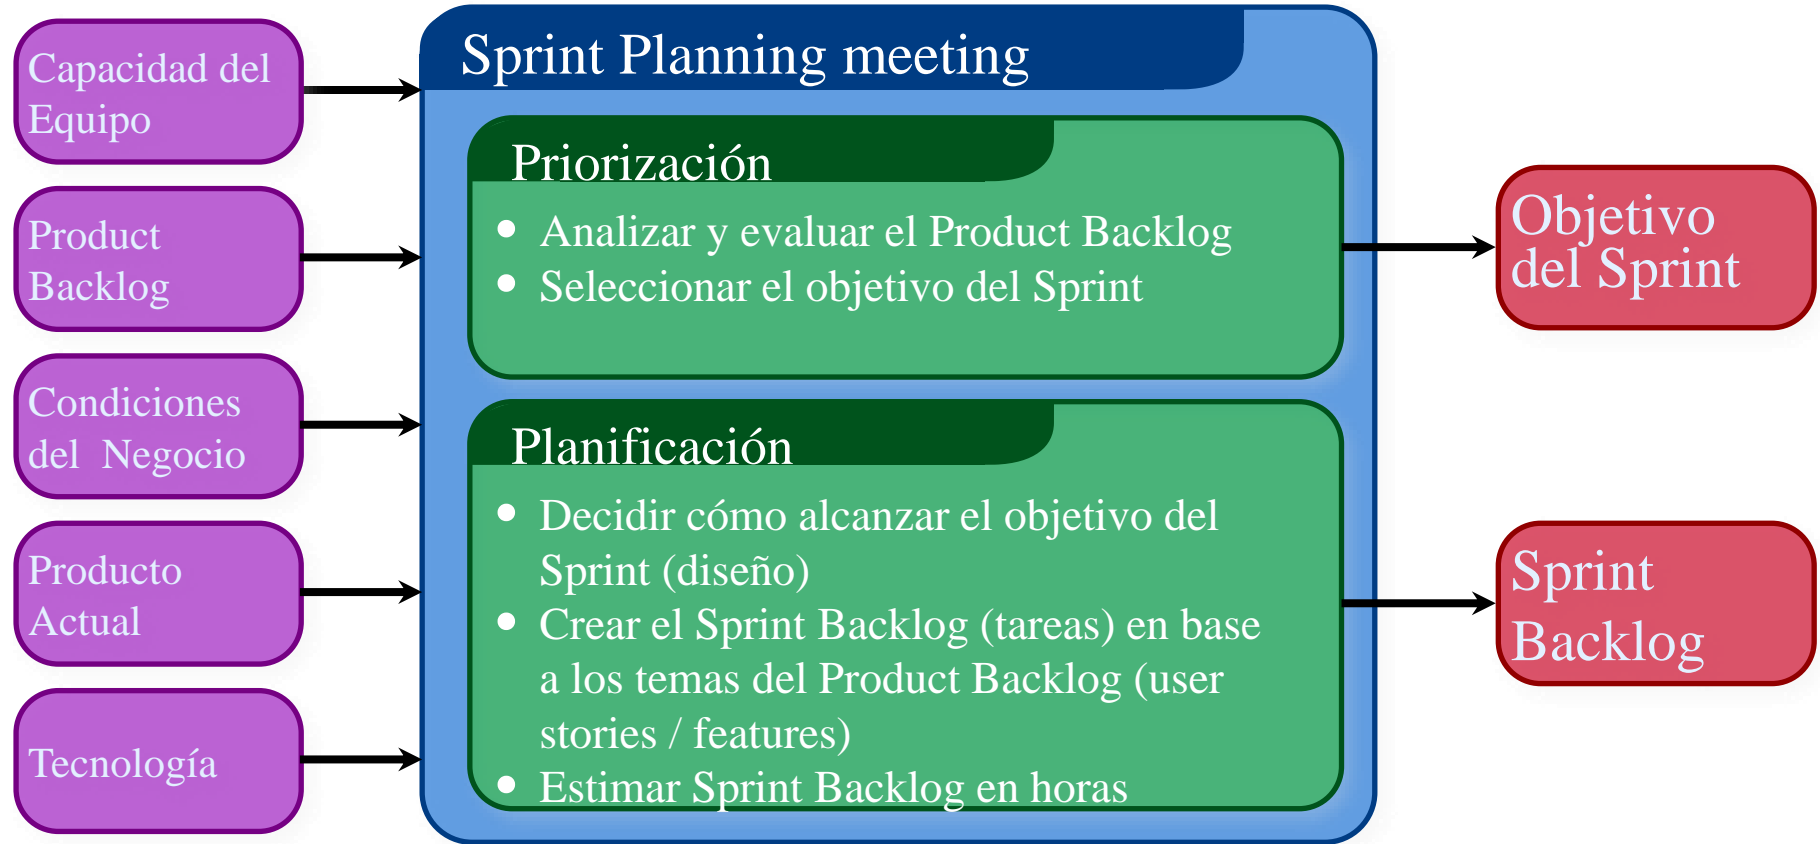 Capacidad del
Equipo
Product
Backlog
Condiciones
del  Negocio
Producto
Actual
Tecnología
Sprint Planning meeting
Priorización
• Analizar y evaluar el Product Backlog
• Seleccionar el objetivo del Sprint
Planificación
• Decidir cómo alcanzar el objetivo del
Sprint (diseño)
• Crear el Sprint Backlog (tareas) en base
a los temas del Product Backlog (user
stories / features)
• Estimar Sprint Backlog en horas
Objetivo
del Sprint
Sprint
Backlog